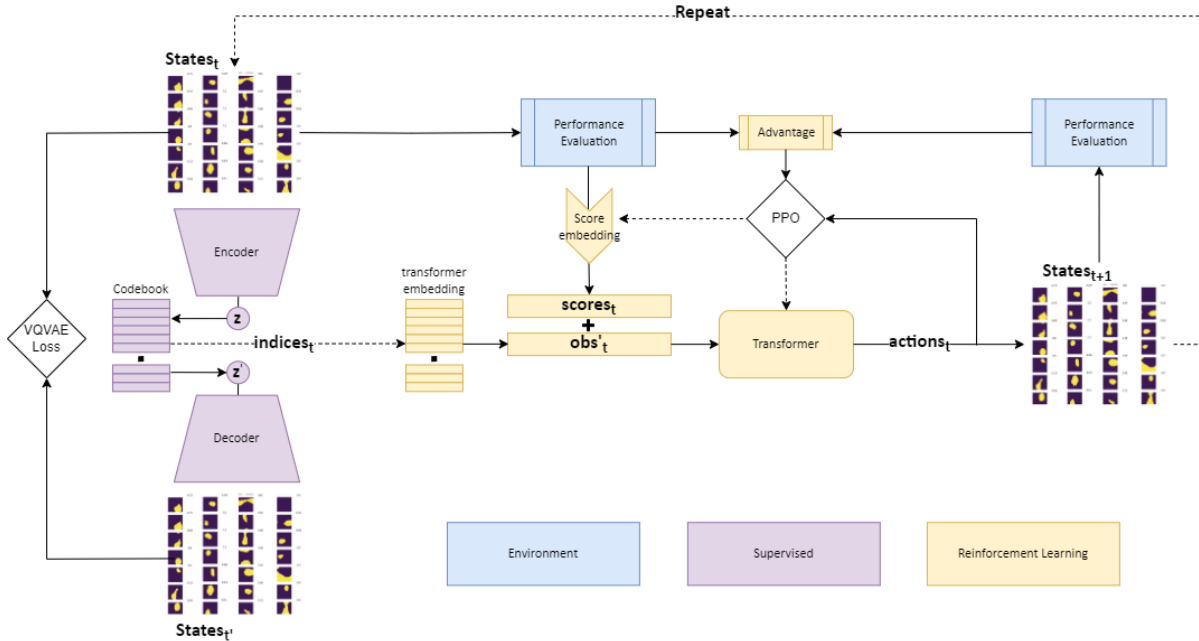 Repeat
States_t
Performance
Evaluation
Advantage
Performance
Evaluation
Score
embedding
PPO
Encoder
States_t+1
Codebook
transformer
embedding
z
scores_t
+
VQVAE
Loss
indices_t
obs'_t
Transformer
actions_t
z'
Decoder
Environment
Supervised
Reinforcement Learning
States_t'